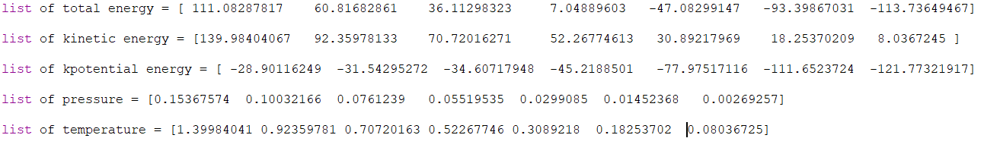 list of total energy = [ 111.08287817 60.81682861 36.11298323 7.04889603 -47.08299147 -93.39867031 -113.73649467]
list of kinetic energy = [139.98404067 92.35978133 70.72016271 52.26774613 30.89217969 18.25370209 8.0367245 ]
list of kpotential energy = [ -28.90116249 -31.54295272 -34.60717948 -45.2188501 -77.97517116 -111.6523724 -121.77321917]
list of pressure = [0.15367574 0.10032166 0.0761239 0.05519535 0.0299085 0.01452368 0.00269257]
list of temperature = [1.39984041 0.92359781 0.70720163 0.52267746 0.3089218 0.18253702 0.08036725]